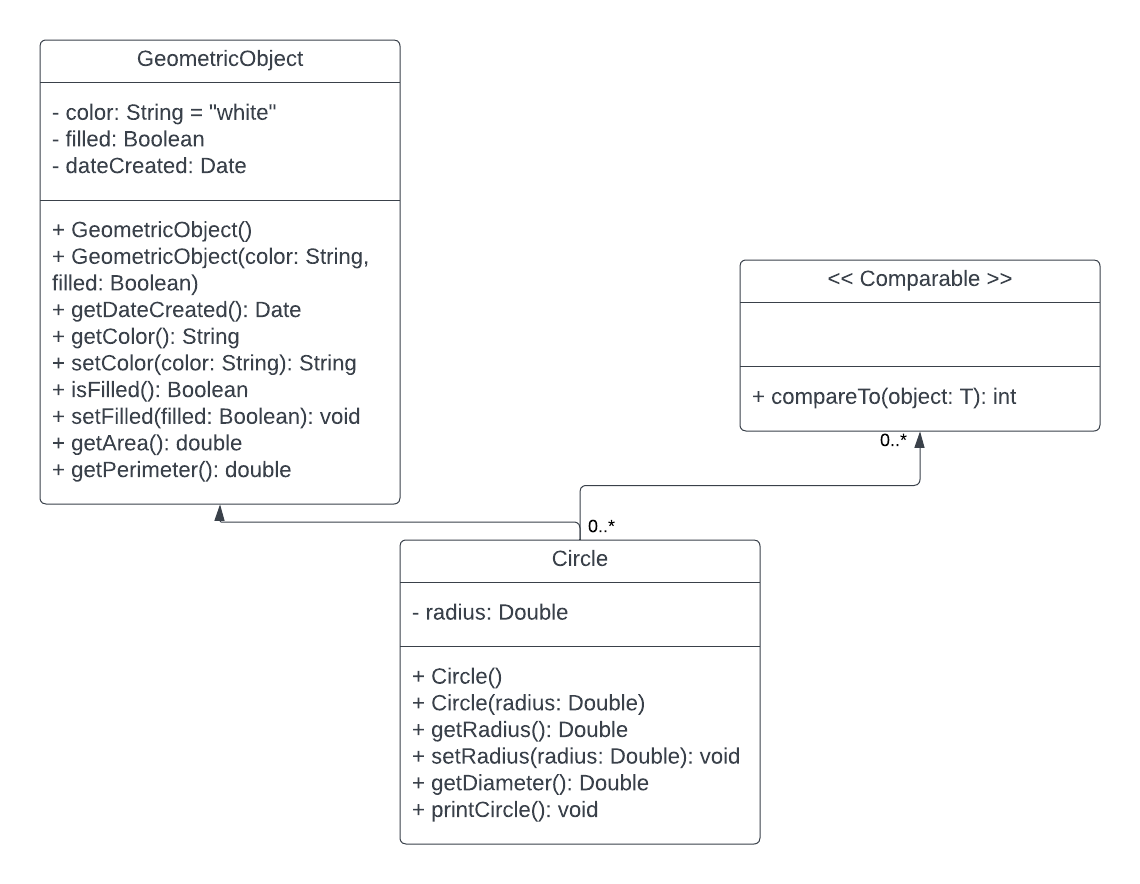 GeometricObject
- color: String = "white"
- filled: Boolean
- dateCreated: Date
+ GeometricObject()
+ GeometricObject(color: String,
filled: Boolean)
+ getDateCreated(): Date
+ getColor(): String
+ setColor(color: String): String
+ isFilled(): Boolean
+ setFilled(filled: Boolean): void
+ getArea(): double
+ getPerimeter(): double
<< Comparable >>
+ compareTo(object: T): int
0..*
0..*
Circle
- radius: Double
+ Circle()
+ Circle(radius: Double)
+ getRadius(): Double
+ setRadius(radius: Double): void
+ getDiameter(): Double
+ printCircle(): void